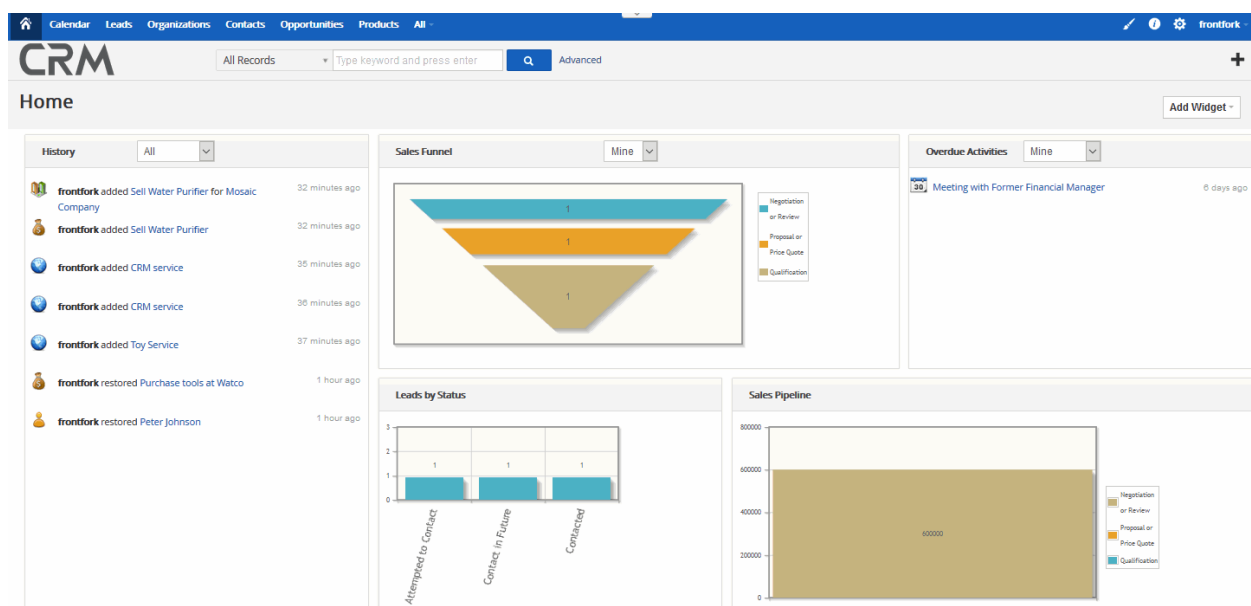 Calendar Leads Organizations Contacts Opportunities Products All
frontfork
CRM
All Records
Type keyword and press enter
Advanced
Home
Add Widget
History
All
frontfork added Sell Water Purifier for Mosaic
Company
32 minutes ago
frontfork added Sell Water Purifier
32 minutes ago
frontfork added CRM service
36 minutes ago
frontfork added CRM service
36 minutes ago
frontfork added Toy Service
37 minutes ago
frontfork restored Purchase tools at Watco
1 hour ago
frontfork restored Peter Johnson
1 hour ago
Sales Funnel
Mine
1
1
1
Negotiation
or Review
Proposal or
Price Quote
Qualification
Overdue Activities
Mine
30
Meeting with Former Financial Manager
6 days ago
Leads by Status
3
2
1
0
1
1
1
Attempted to Contact
Contact in Future
Contacted
Sales Pipeline
800000
600000
400000
200000
0
600000
Negotiation
or Review
Proposal or
Price Quote
Qualification